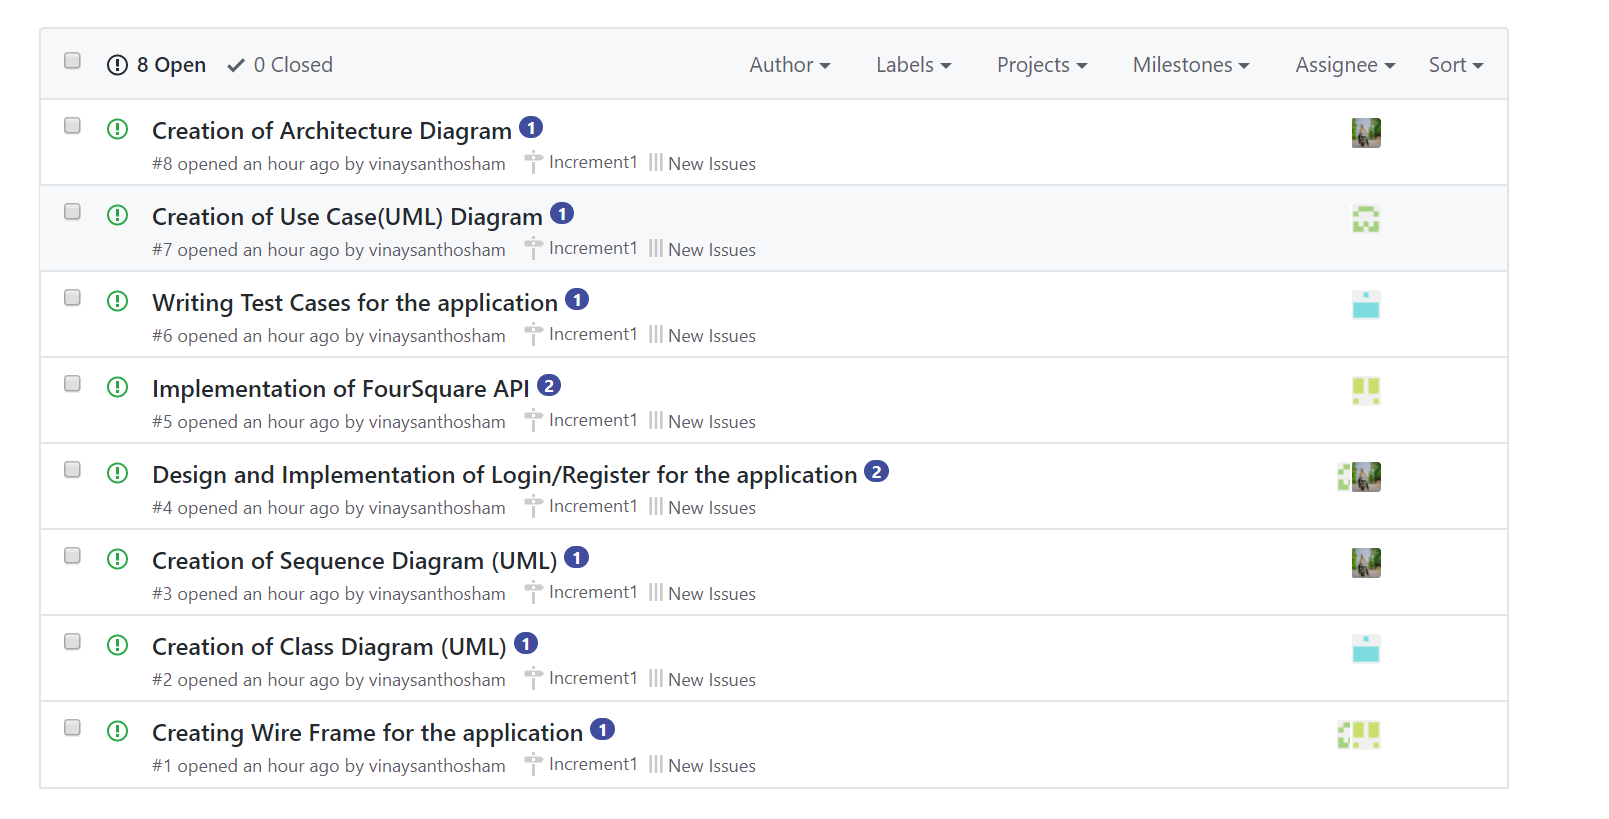 8 Open 0 Closed Author Labels Projects Milestones Assignee Sort
Creation of Architecture Diagram 1
#8 opened an hour ago by vinaysanthosham Increment1 New Issues
Creation of Use Case(UML) Diagram 1
#7 opened an hour ago by vinaysanthosham Increment1 New Issues
Writing Test Cases for the application 1
#6 opened an hour ago by vinaysanthosham Increment1 New Issues
Implementation of FourSquare API 2
#5 opened an hour ago by vinaysanthosham Increment1 New Issues
Design and Implementation of Login/Register for the application 2
#4 opened an hour ago by vinaysanthosham Increment1 New Issues
Creation of Sequence Diagram (UML) 1
#3 opened an hour ago by vinaysanthosham Increment1 New Issues
Creation of Class Diagram (UML) 1
#2 opened an hour ago by vinaysanthosham Increment1 New Issues
Creating Wire Frame for the application 1
#1 opened an hour ago by vinaysanthosham Increment1 New Issues